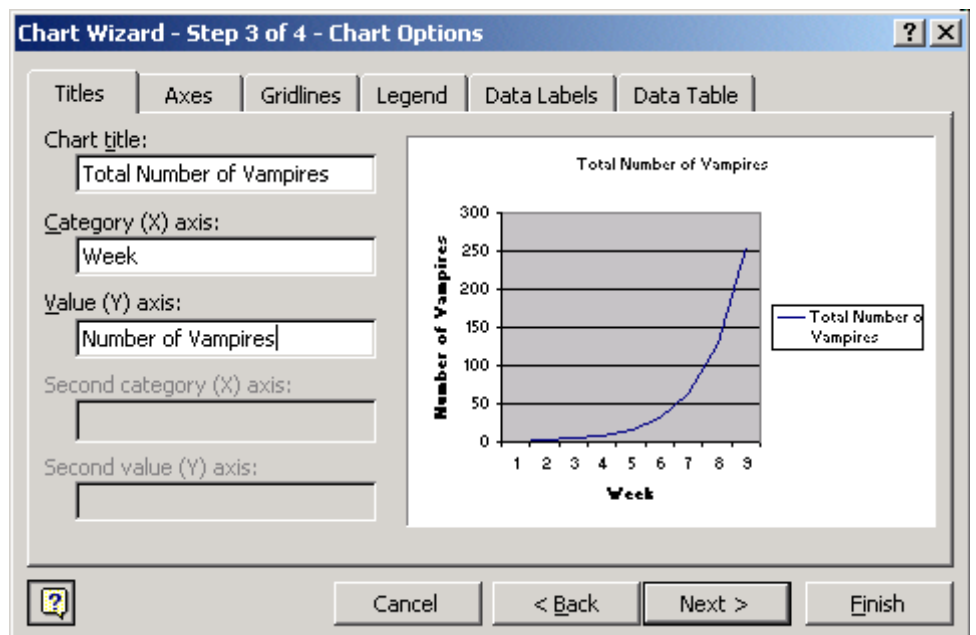 Chart Wizard - Step 3 of 4 - Chart Options
Titles Axes Gridlines Legend Data Labels Data Table
Chart title:
Total Number of Vampires
Category (X) axis:
Week
Value (Y) axis:
Number of Vampires
Second category (X) axis:
Second value (Y) axis:
Total Number of Vampires
Number of Vampires
300
250
200
150
100
50
0
1 2 3 4 5 6 7 8 9
Week
Total Number o
Vampires
Cancel < Back Next > Finish